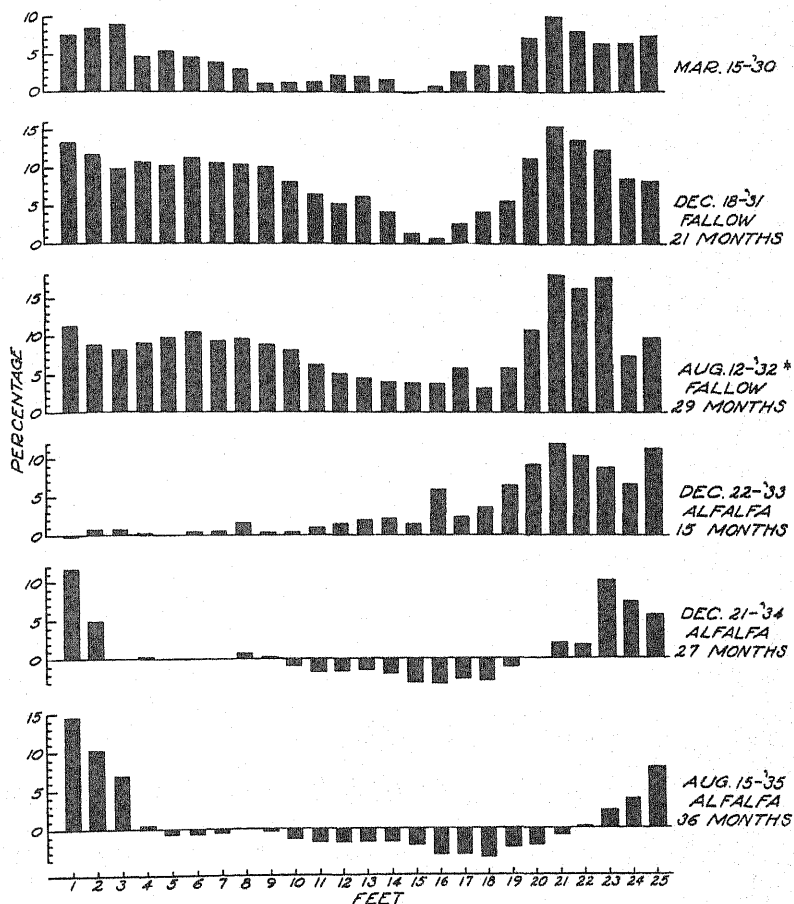 10
5
0
MAR. 15-'30
15
10
5
0
DEC. 18-'31
FALLOW
21 MONTHS
15
10
5
0
AUG. 12-'32 *
FALLOW
29 MONTHS
PERCENTAGE
10
5
0
DEC. 22-'33
ALFALFA
15 MONTHS
10
5
0
DEC. 21-'34
ALFALFA
27 MONTHS
15
10
5
0
AUG. 15-'35
ALFALFA
36 MONTHS
1 2 3 4 5 6 7 8 9 10 11 12 13 14 15 16 17 18 19 20 21 22 23 24 25
FEET